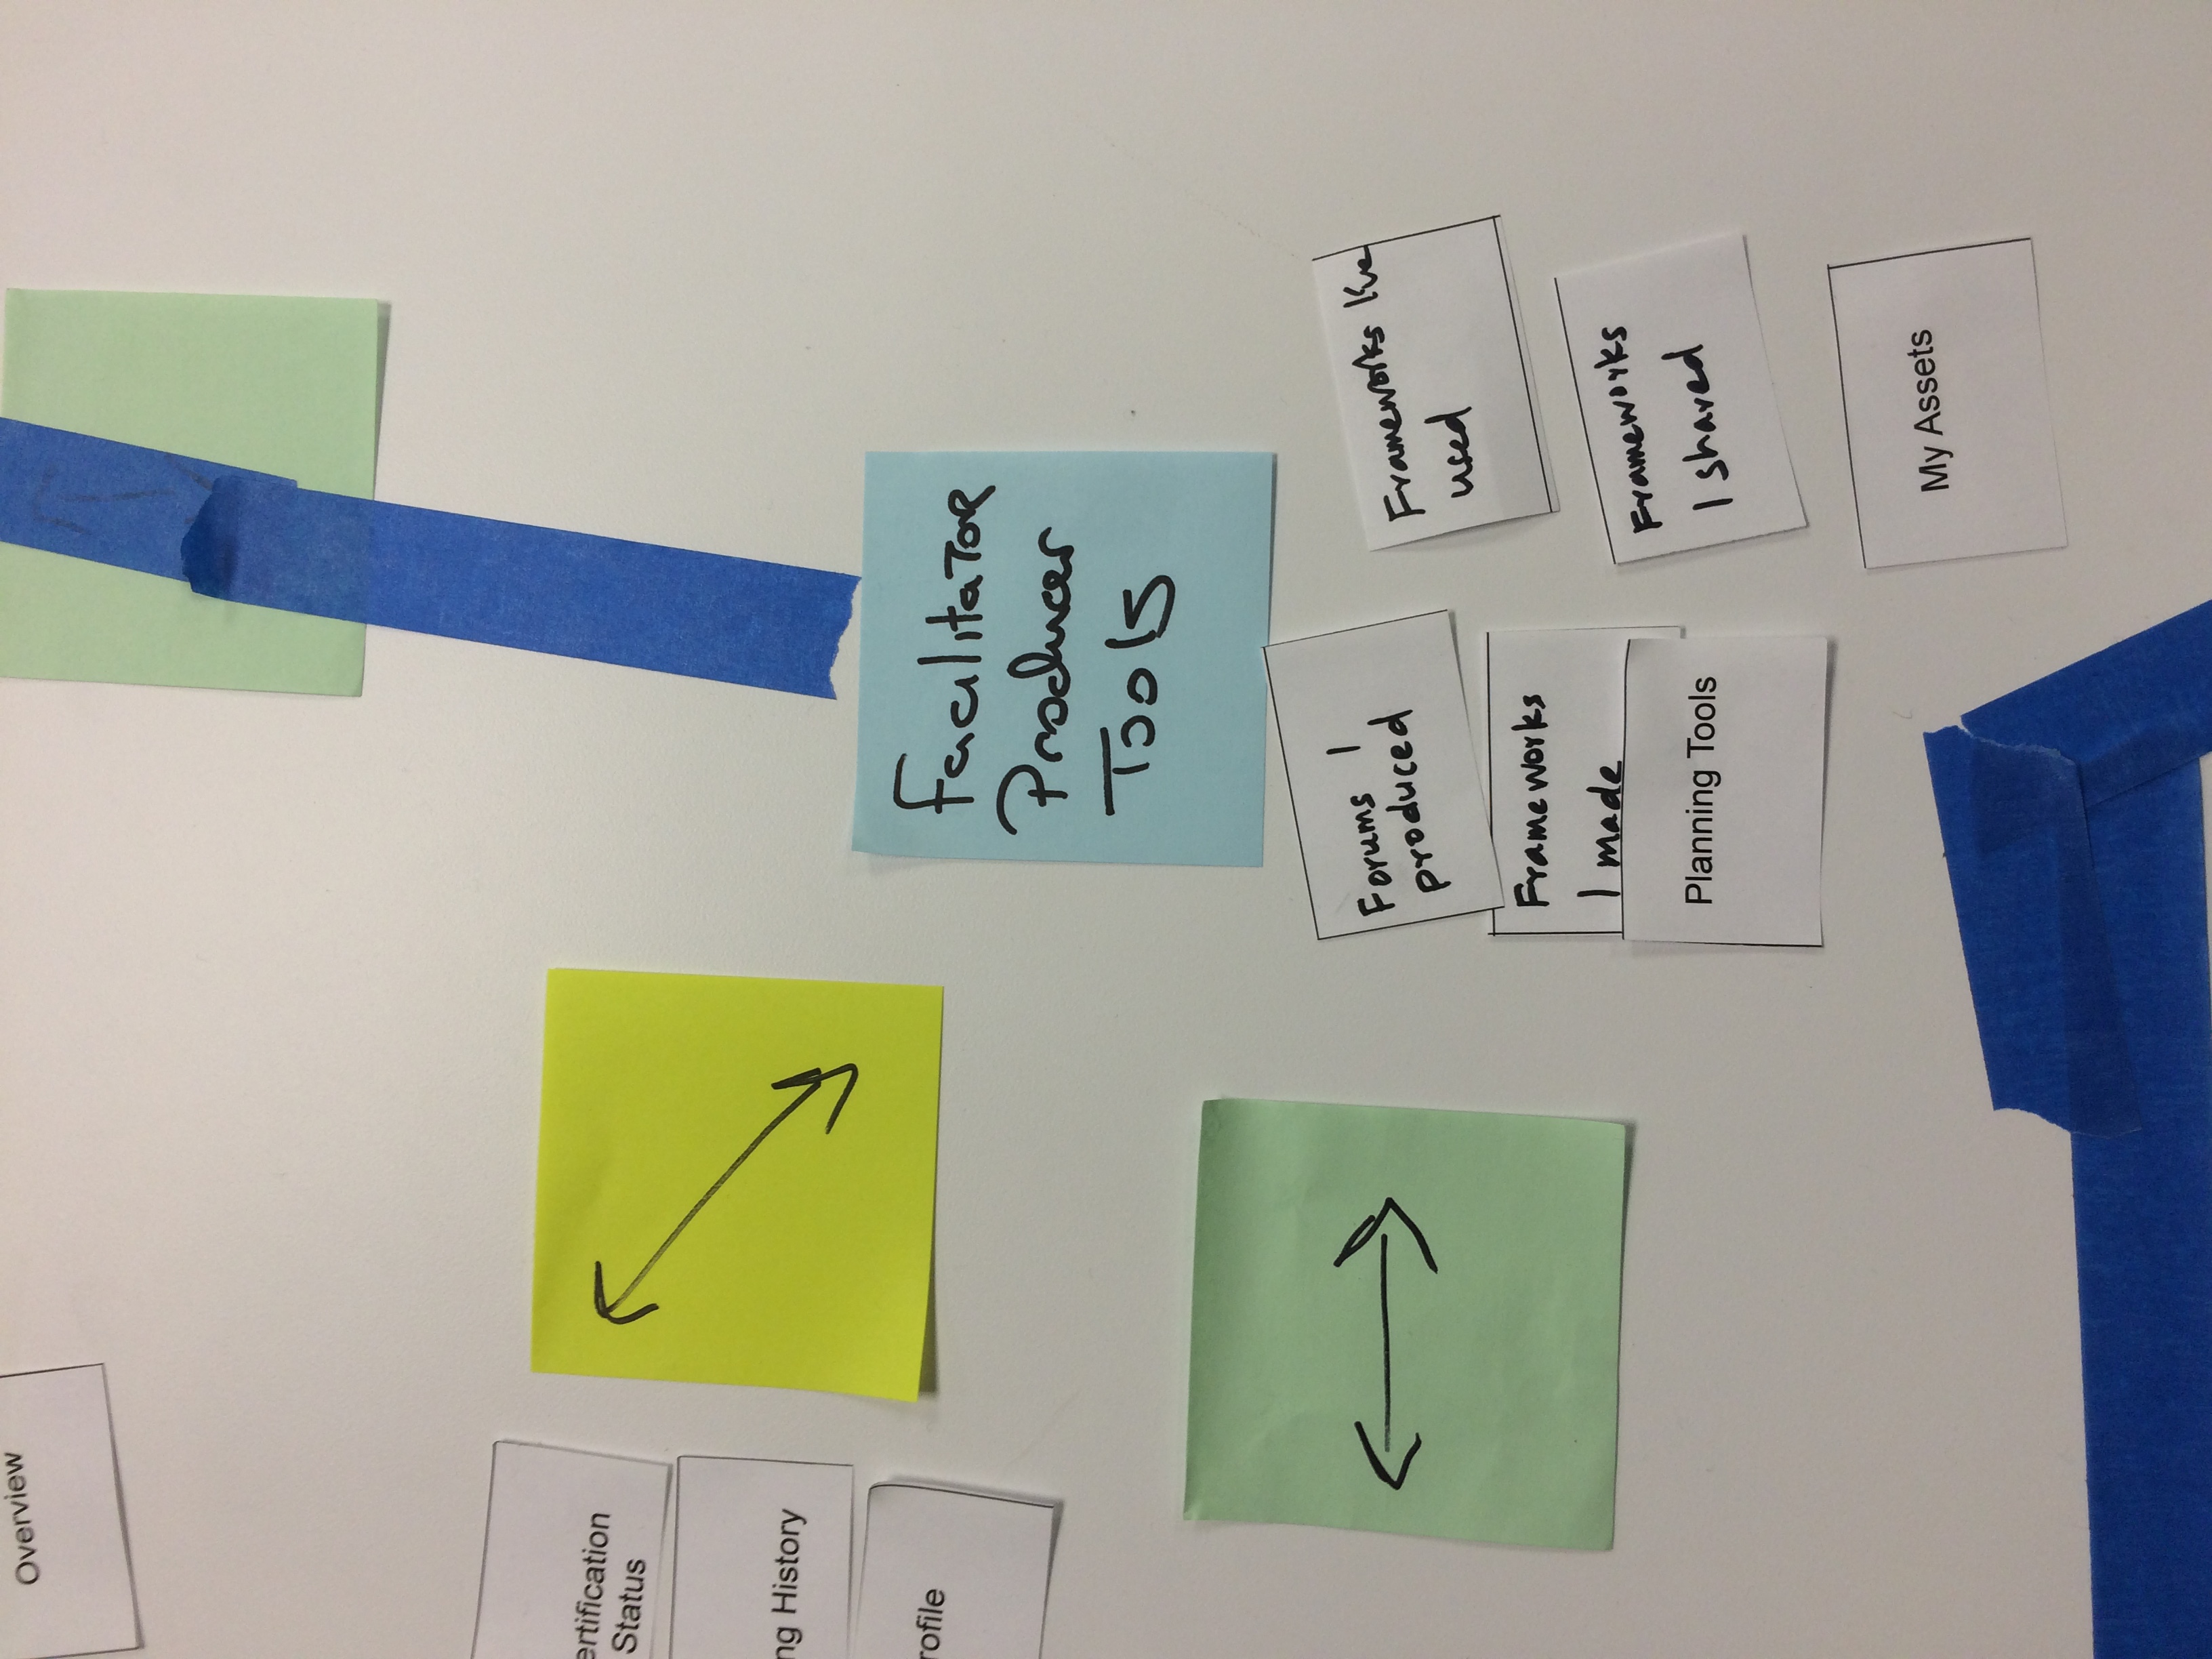 Overview
ertification
Status
ng History
rofile
Facilitator
Producer
Tools
Forums I
produced
Frameworks
I made
Planning Tools
Frameworks I've
used
Frameworks
I shared
My Assets